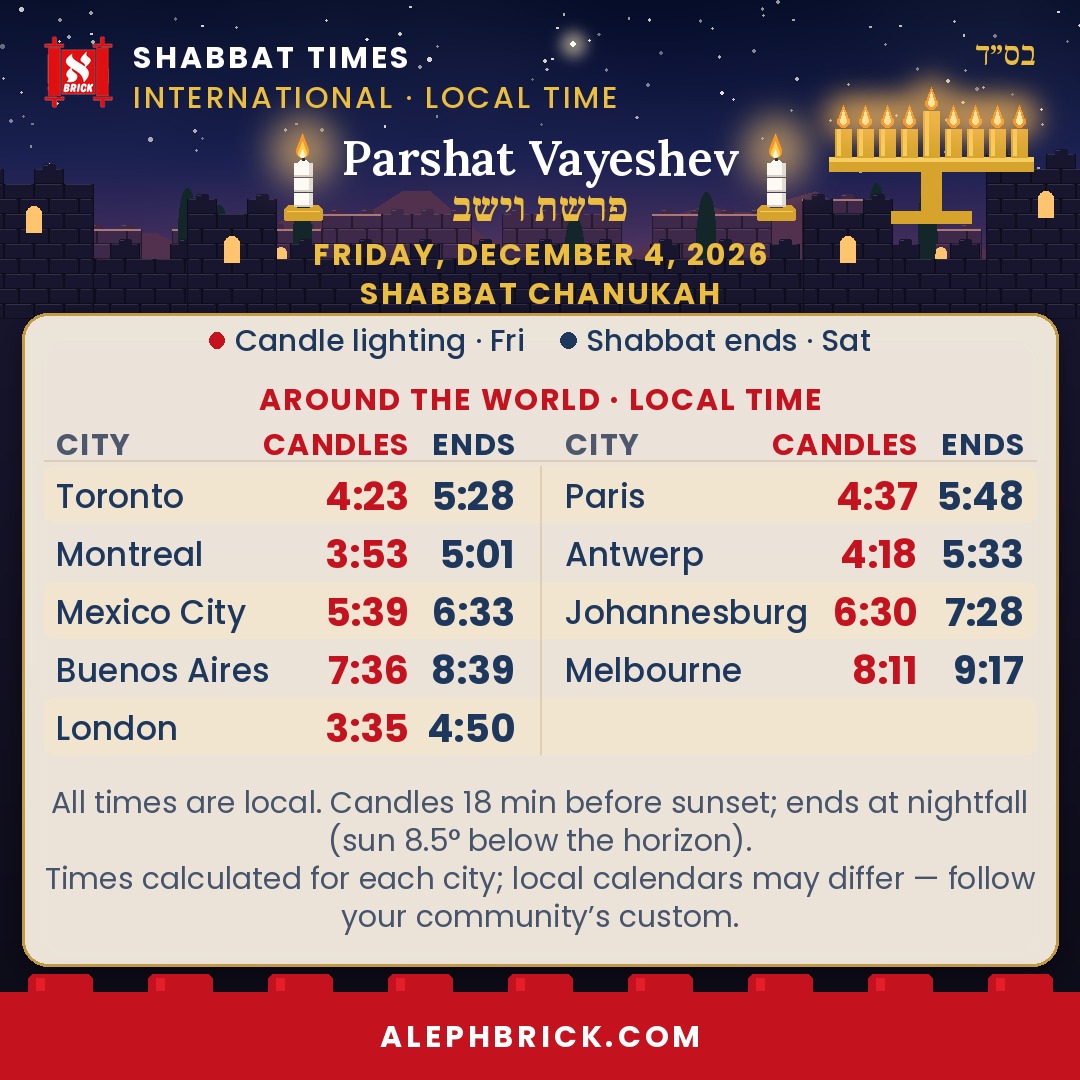 א
BRICK
SHABBAT TIMES
INTERNATIONAL · LOCAL TIME
בס״ד
Parshat Vayeshev
פרשת וישב
FRIDAY, DECEMBER 4, 2026
SHABBAT CHANUKAH
Candle lighting · Fri Shabbat ends · Sat
AROUND THE WORLD · LOCAL TIME
CITY CANDLES ENDS CITY CANDLES ENDS
Toronto 4:23 5:28 Paris 4:37 5:48
Montreal 3:53 5:01 Antwerp 4:18 5:33
Mexico City 5:39 6:33 Johannesburg 6:30 7:28
Buenos Aires 7:36 8:39 Melbourne 8:11 9:17
London 3:35 4:50
All times are local. Candles 18 min before sunset; ends at nightfall
(sun 8.5° below the horizon).
Times calculated for each city; local calendars may differ — follow
your community’s custom.
ALEPHBRICK.COM